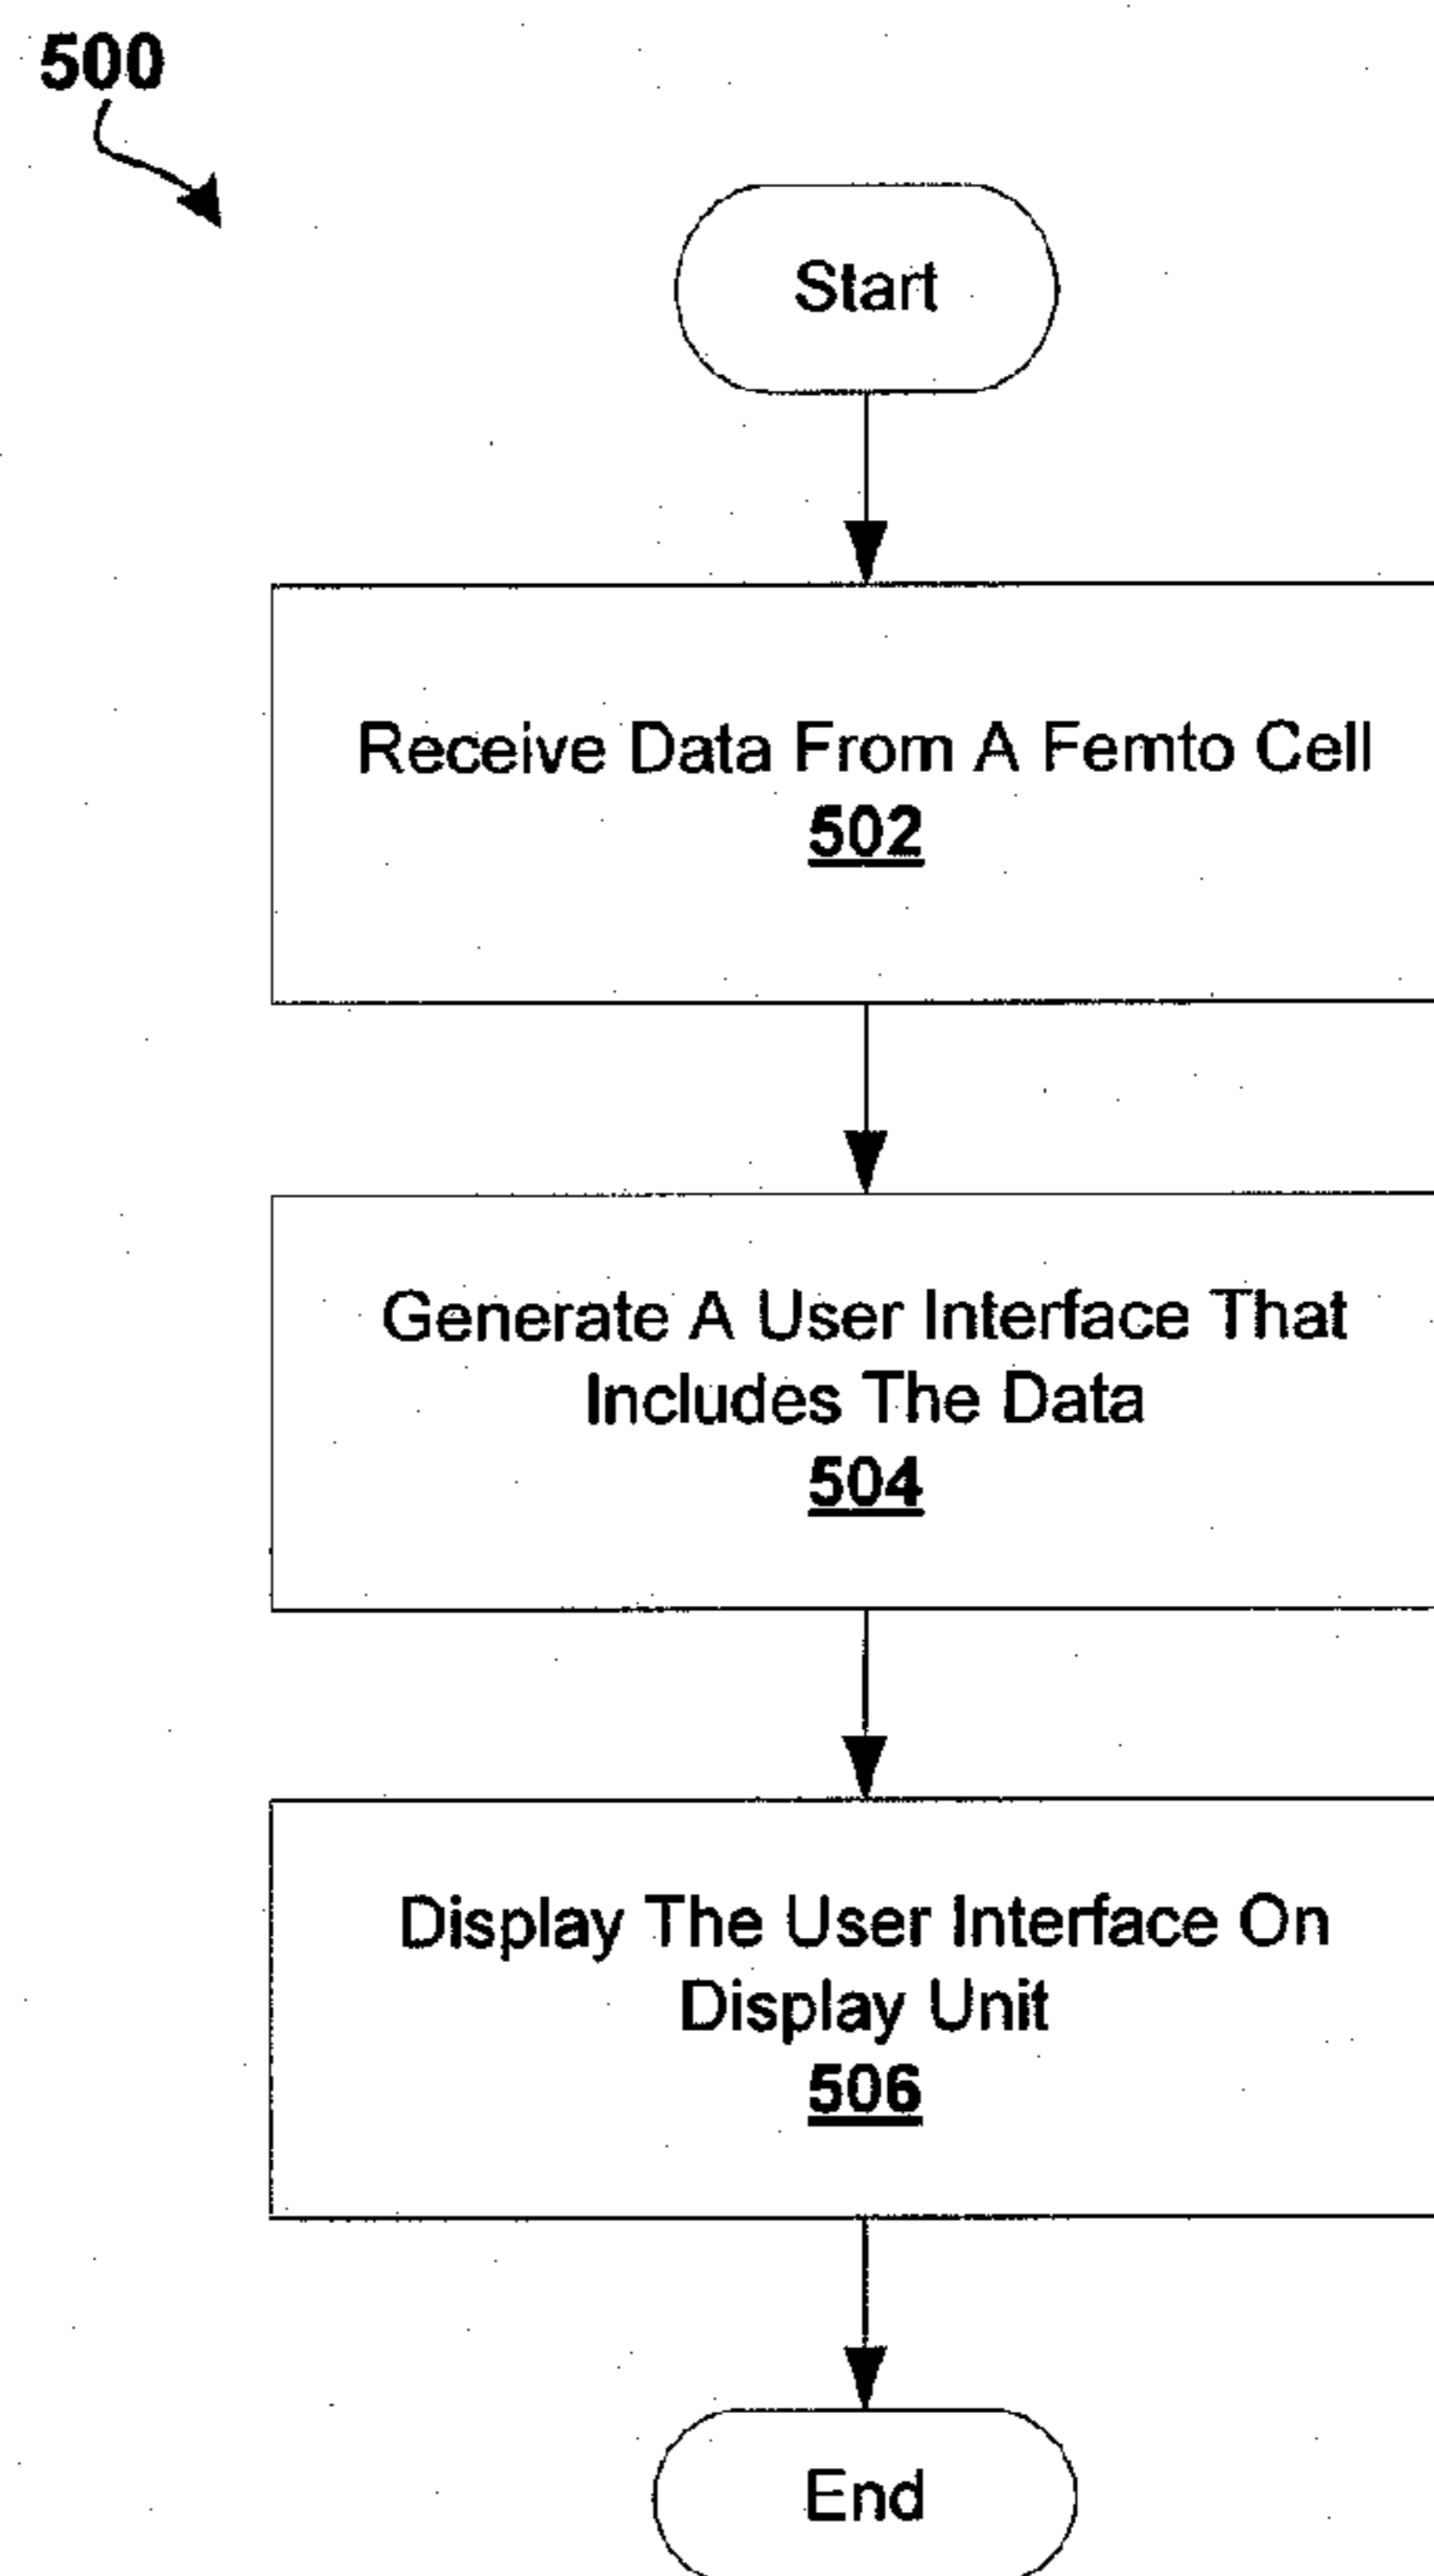 500
Start
Receive Data From A Femto Cell
502
Generate A User Interface That
Includes The Data
504
Display The User Interface On
Display Unit
506
End